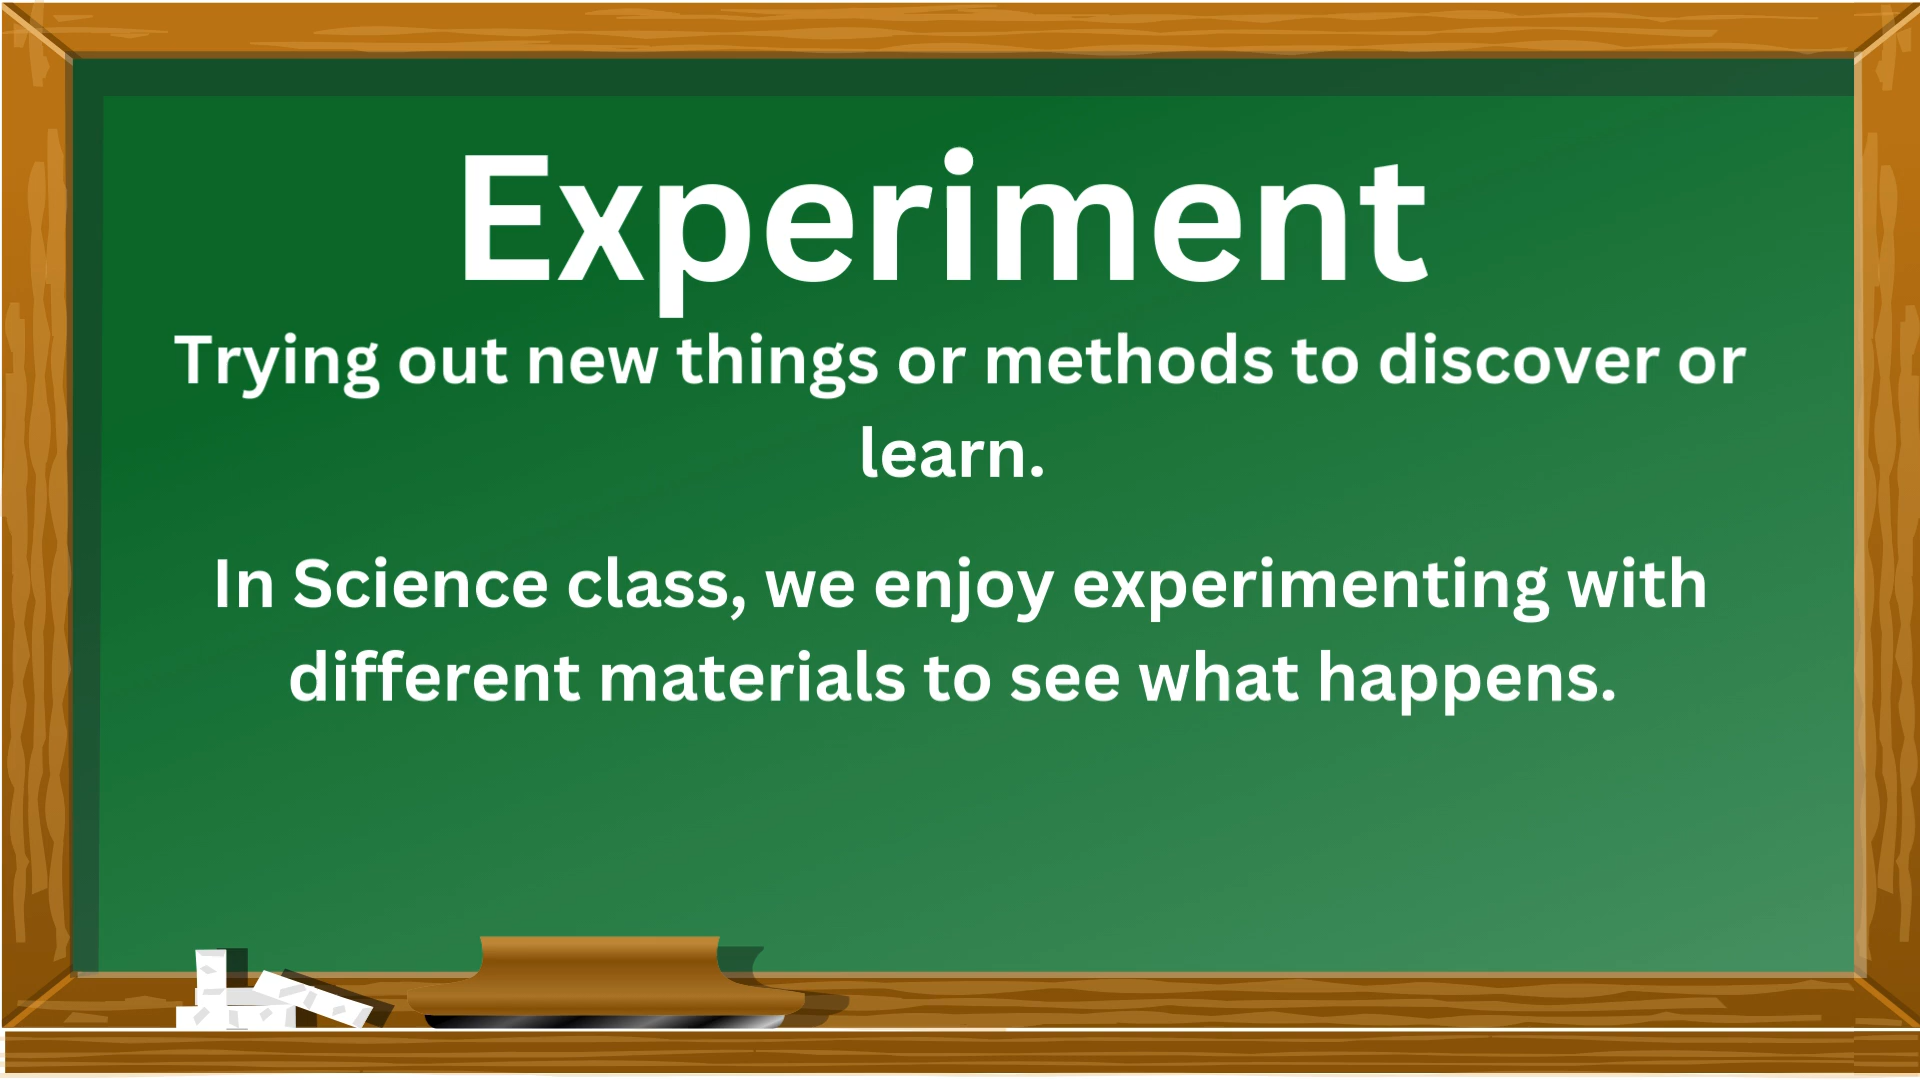 Experiment
Trying out new things or methods to discover or
learn.
In Science class, we enjoy experimenting with
different materials to see what happens.